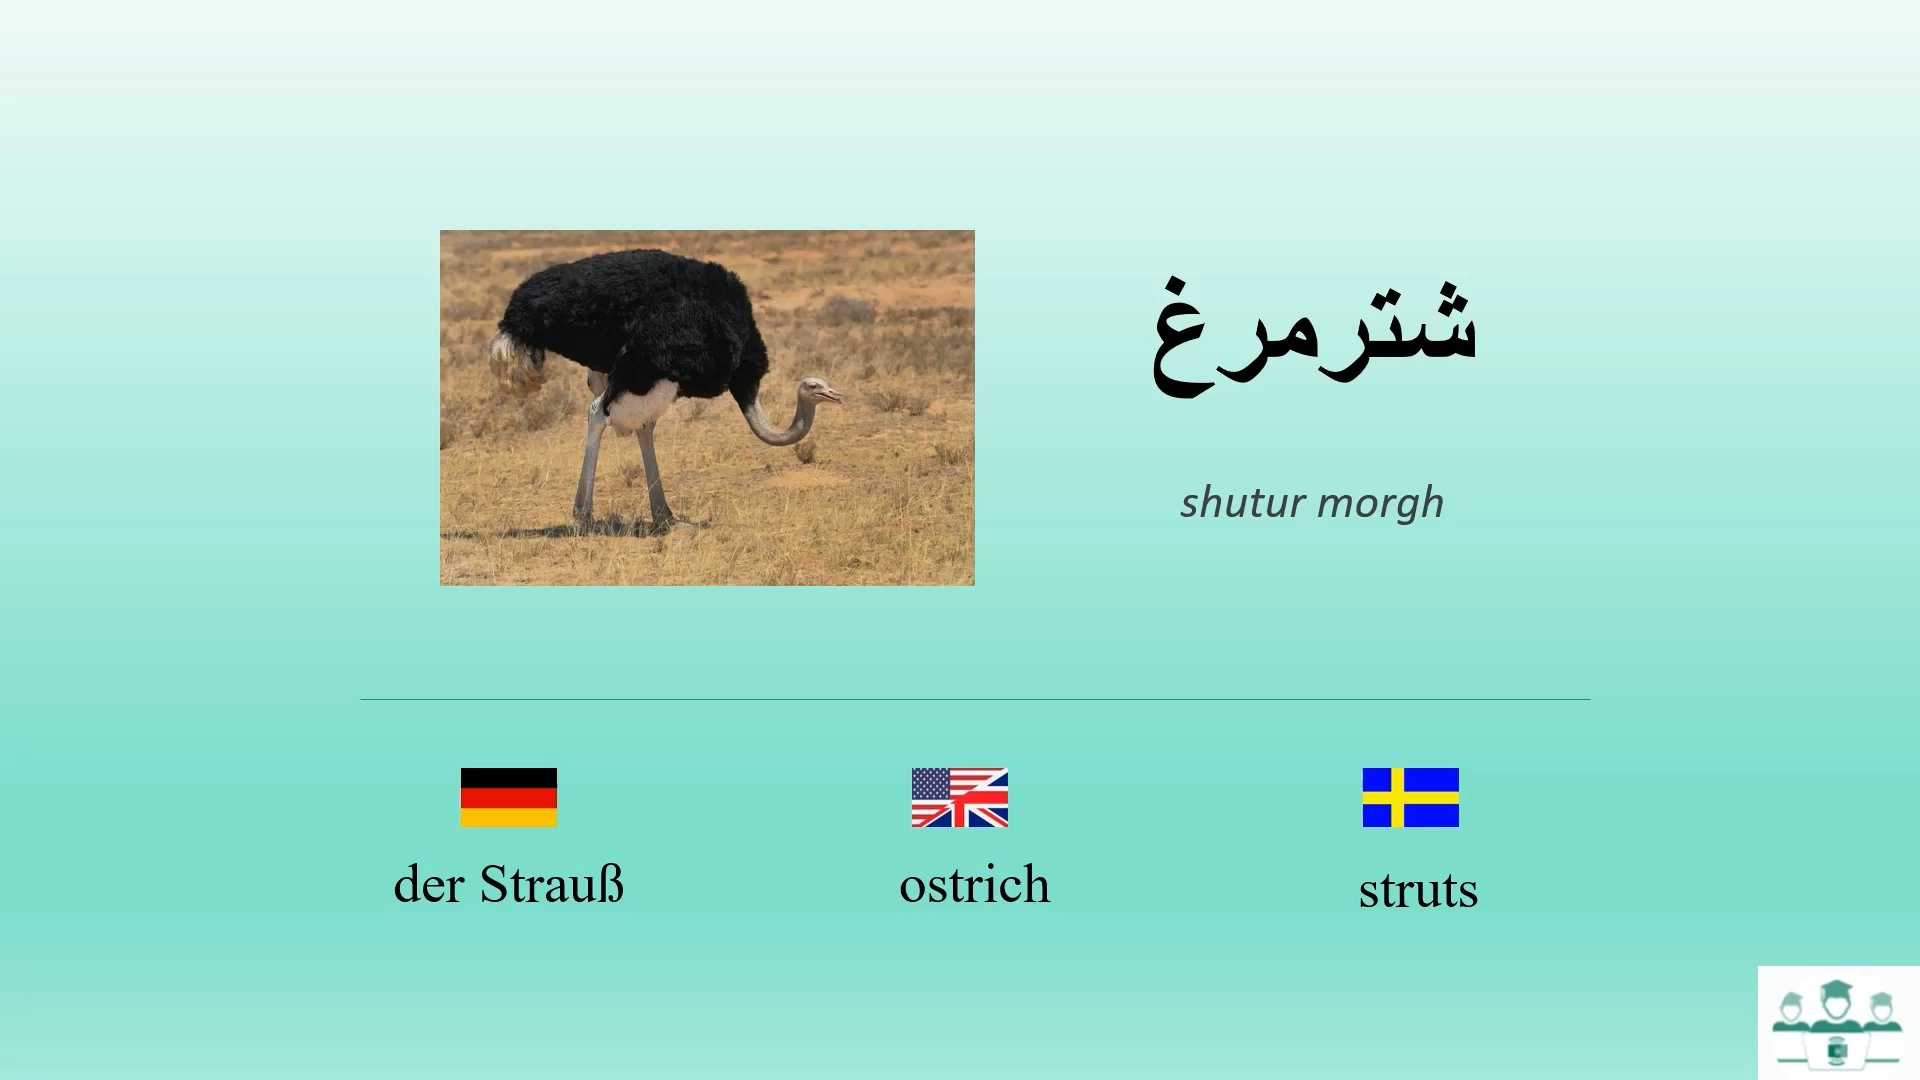 شترمرغ
shutur morgh
der Strauß
ostrich
struts